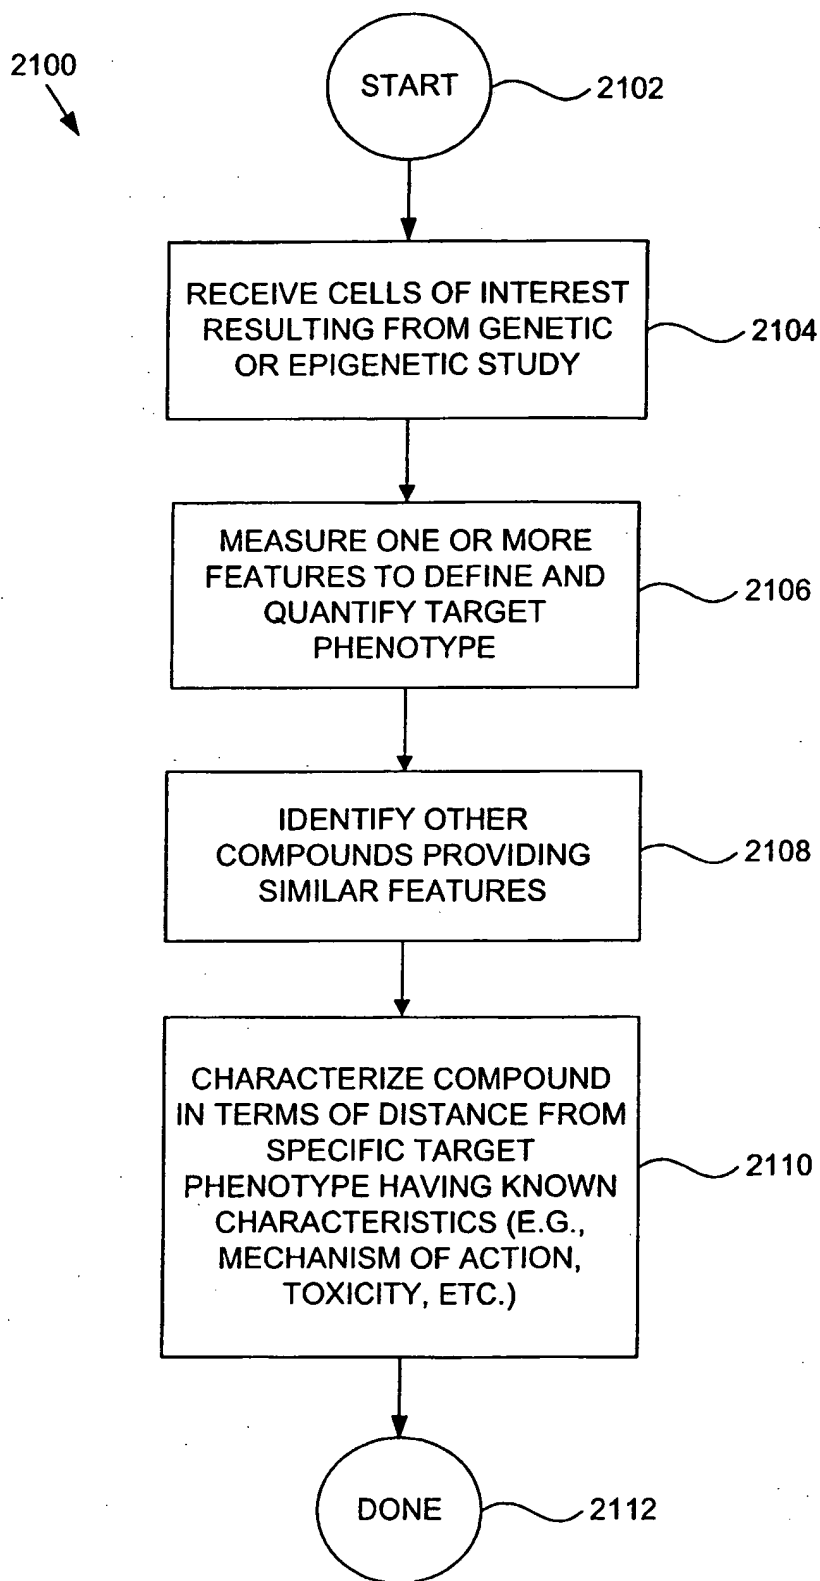 2100
START
2102
RECEIVE CELLS OF INTEREST
RESULTING FROM GENETIC
OR EPIGENETIC STUDY
2104
MEASURE ONE OR MORE
FEATURES TO DEFINE AND
QUANTIFY TARGET
PHENOTYPE
2106
IDENTIFY OTHER
COMPOUNDS PROVIDING
SIMILAR FEATURES
2108
CHARACTERIZE COMPOUND
IN TERMS OF DISTANCE FROM
SPECIFIC TARGET
PHENOTYPE HAVING KNOWN
CHARACTERISTICS (E.G.,
MECHANISM OF ACTION,
TOXICITY, ETC.)
2110
DONE
2112